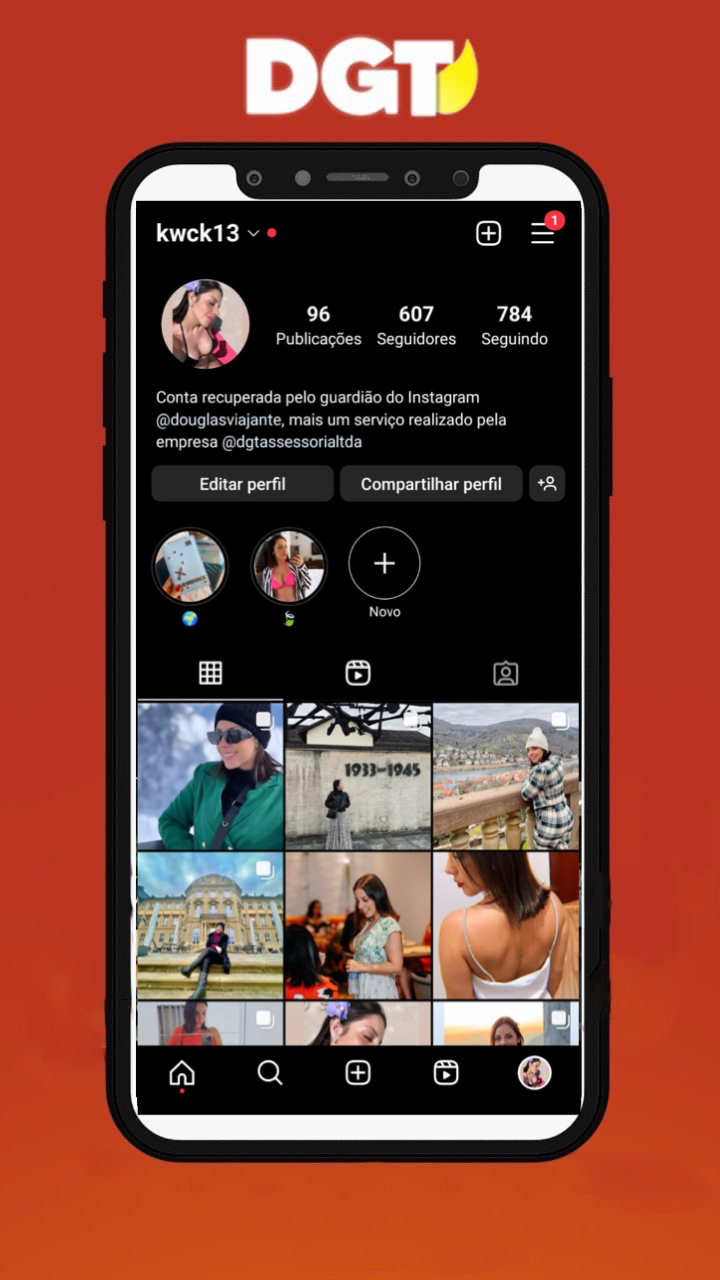 DGT
kwck13
1
96
607
784
Publicações
Seguidores
Seguindo
Conta recuperada pelo guardião do Instagram
@douglasviajante, mais um serviço realizado pela
empresa @dgtassessorialtda
Editar perfil
Compartilhar perfil
Novo
1933-1945